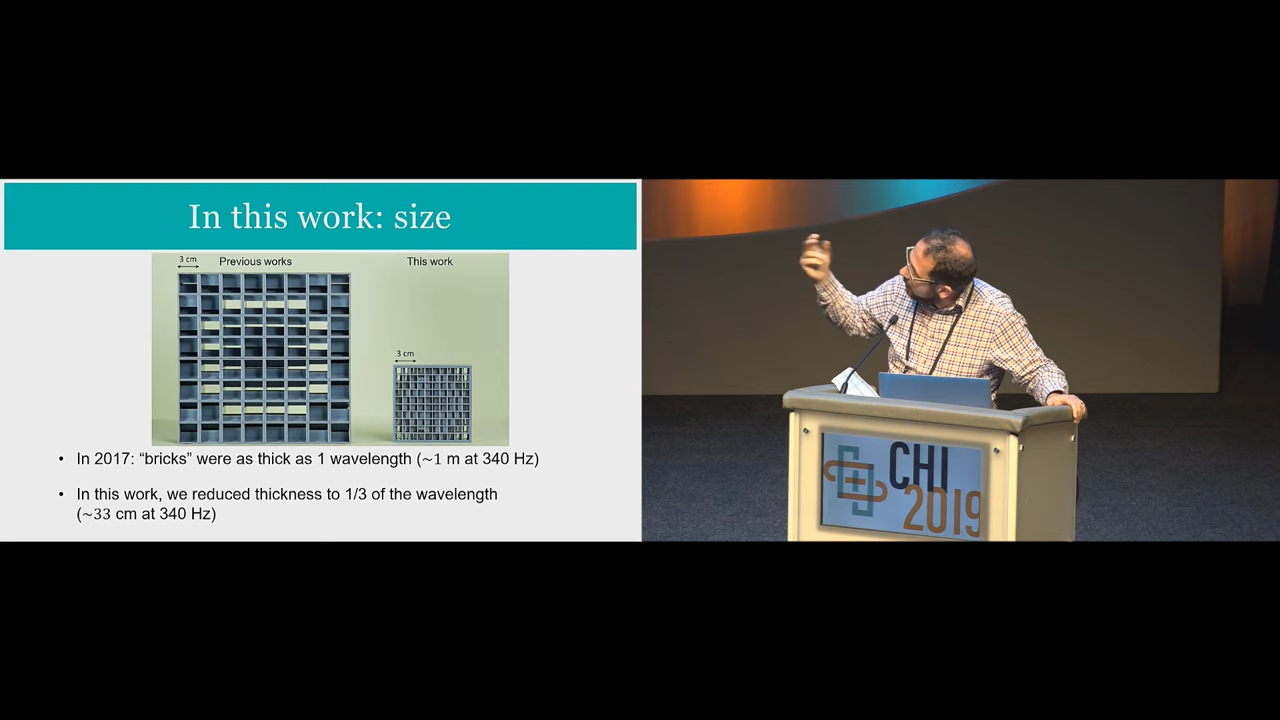 In this work: size
3 cm
Previous works
This work
3 cm
• In 2017: “bricks” were as thick as 1 wavelength (~1 m at 340 Hz)
• In this work, we reduced thickness to 1/3 of the wavelength
(~33 cm at 340 Hz)
CHI
2019